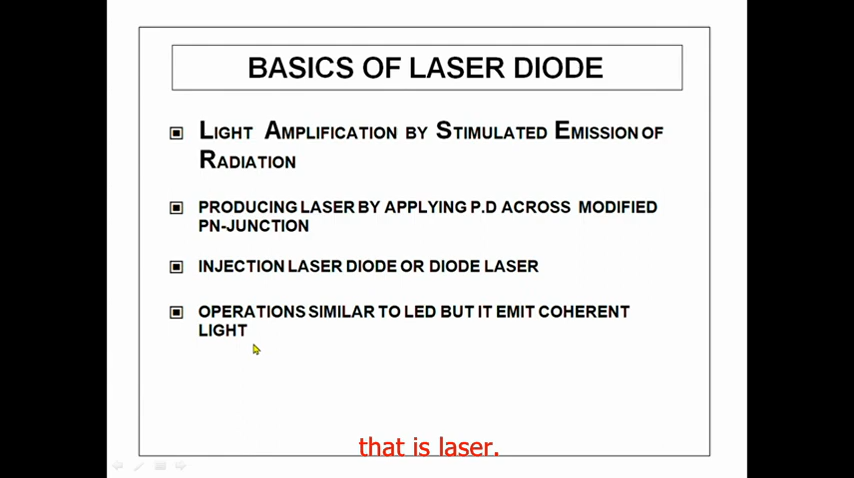 BASICS OF LASER DIODE
LIGHT AMPLIFICATION BY STIMULATED EMISSION OF
RADIATION
PRODUCING LASER BY APPLYING P.D ACROSS MODIFIED
PN-JUNCTION
INJECTION LASER DIODE OR DIODE LASER
OPERATIONS SIMILAR TO LED BUT IT EMIT COHERENT
LIGHT
that is laser.